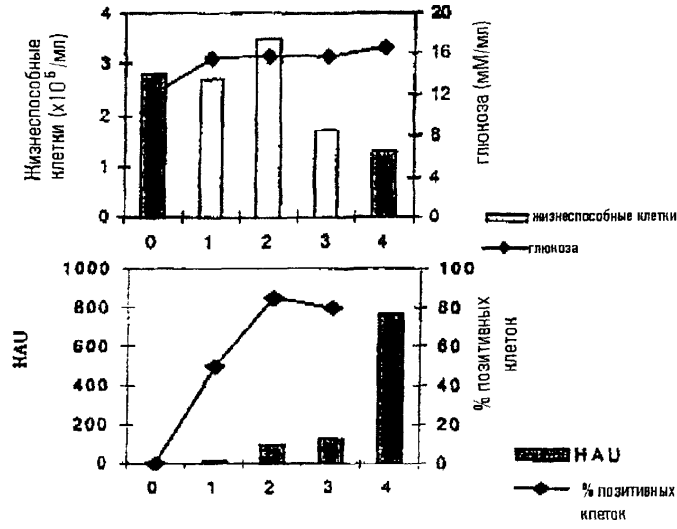 4
3
2
1
0
20
16
12
8
4
0
Жизнеспособные
клетки (x10⁶/мл)
глюкоза (мМ/мл)
0 1 2 3 4
жизнеспособные клетки
глюкоза
1000
800
600
400
200
0
100
80
60
40
20
0
HAU
% позитивных
клеток
0 1 2 3 4
HAU
% позитивных
клеток